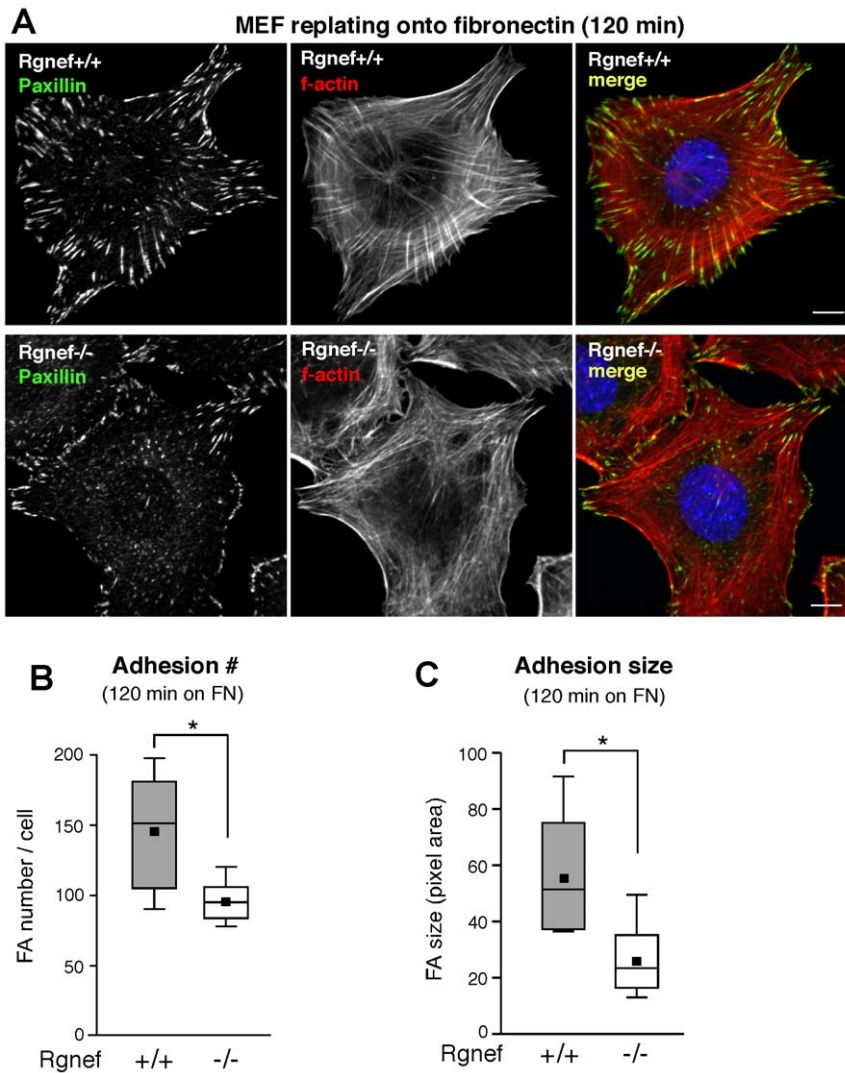 A
MEF replating onto fibronectin (120 min)
Rgnef+/+
Paxillin
Rgnef+/+
f-actin
Rgnef+/+
merge
Rgnef-/-
Paxillin
Rgnef-/-
f-actin
Rgnef-/-
merge
B
Adhesion #
(120 min on FN)
*
FA number / cell
200
150
100
50
0
Rgnef +/+ -/-
C
Adhesion size
(120 min on FN)
*
FA size (pixel area)
100
80
60
40
20
0
Rgnef +/+ -/-